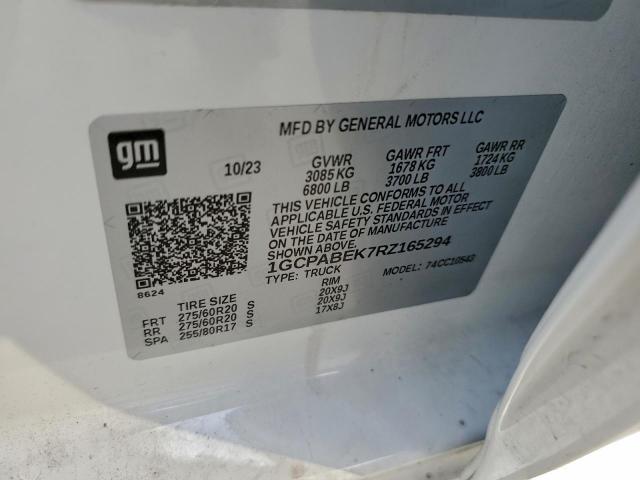 gm
MFD BY GENERAL MOTORS LLC
10/23 GVWR GAWR FRT GAWR RR
3085 KG 1678 KG 1724 KG
6800 LB 3700 LB 3800 LB
THIS VEHICLE CONFORMS TO ALL
APPLICABLE U.S. FEDERAL MOTOR
VEHICLE SAFETY STANDARDS IN EFFECT
ON THE DATE OF MANUFACTURE
SHOWN ABOVE.
1GCPABEK7RZ165294
TYPE: TRUCK MODEL: 74CC10543
8624
TIRE SIZE RIM
FRT 275/60R20 S 20X9J
RR 275/60R20 S 20X9J
SPA 255/80R17 S 17X8J